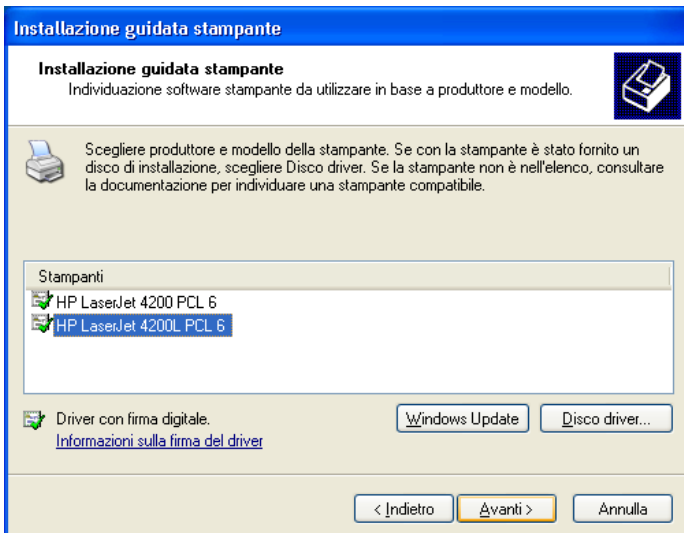 Installazione guidata stampante
Installazione guidata stampante
Individuazione software stampante da utilizzare in base a produttore e modello.
Scegliere produttore e modello della stampante. Se con la stampante è stato fornito un
disco di installazione, scegliere Disco driver. Se la stampante non è nell'elenco, consultare
la documentazione per individuare una stampante compatibile.
Stampanti
HP LaserJet 4200 PCL 6
HP LaserJet 4200L PCL 6
Driver con firma digitale.
Windows Update
Disco driver...
Informazioni sulla firma del driver
< Indietro
Avanti >
Annulla